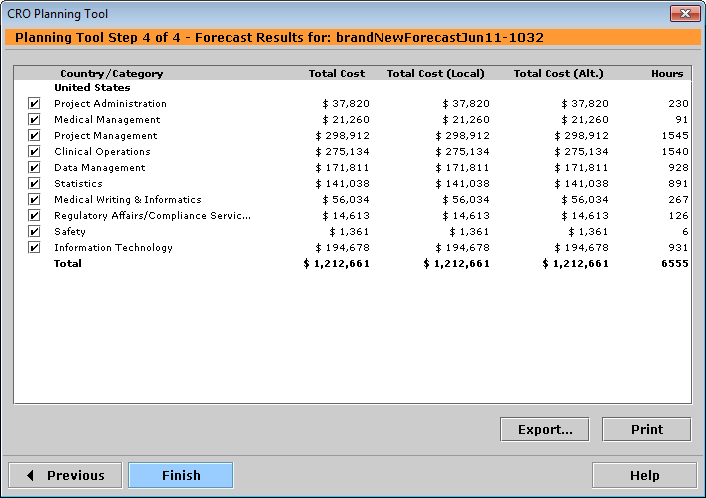 CRO Planning Tool
Planning Tool Step 4 of 4 - Forecast Results for: brandNewForecastJun11-1032
Country/Category Total Cost Total Cost (Local) Total Cost (Alt.) Hours
United States
Project Administration $ 37,820 $ 37,820 $ 37,820 230
Medical Management $ 21,260 $ 21,260 $ 21,260 91
Project Management $ 298,912 $ 298,912 $ 298,912 1545
Clinical Operations $ 275,134 $ 275,134 $ 275,134 1540
Data Management $ 171,811 $ 171,811 $ 171,811 928
Statistics $ 141,038 $ 141,038 $ 141,038 891
Medical Writing & Informatics $ 56,034 $ 56,034 $ 56,034 267
Regulatory Affairs/Compliance Servic... $ 14,613 $ 14,613 $ 14,613 126
Safety $ 1,361 $ 1,361 $ 1,361 6
Information Technology $ 194,678 $ 194,678 $ 194,678 931
Total $ 1,212,661 $ 1,212,661 $ 1,212,661 6555
Export... Print
Previous Finish Help